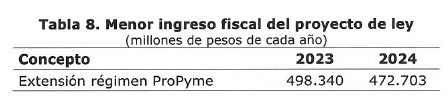 Tabla 8. Menor ingreso fiscal del proyecto de ley
(millones de pesos de cada año)
Concepto 2023 2024
Extensión régimen ProPyme 498.340 472.703